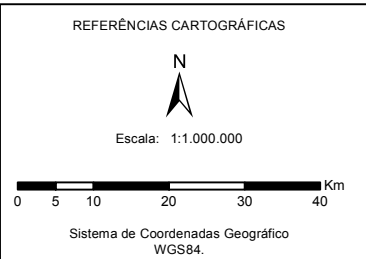 REFERÊNCIAS CARTOGRÁFICAS
N
Escala: 1:1.000.000
Km
0 5 10 20 30 40
Sistema de Coordenadas Geográfico
WGS84.